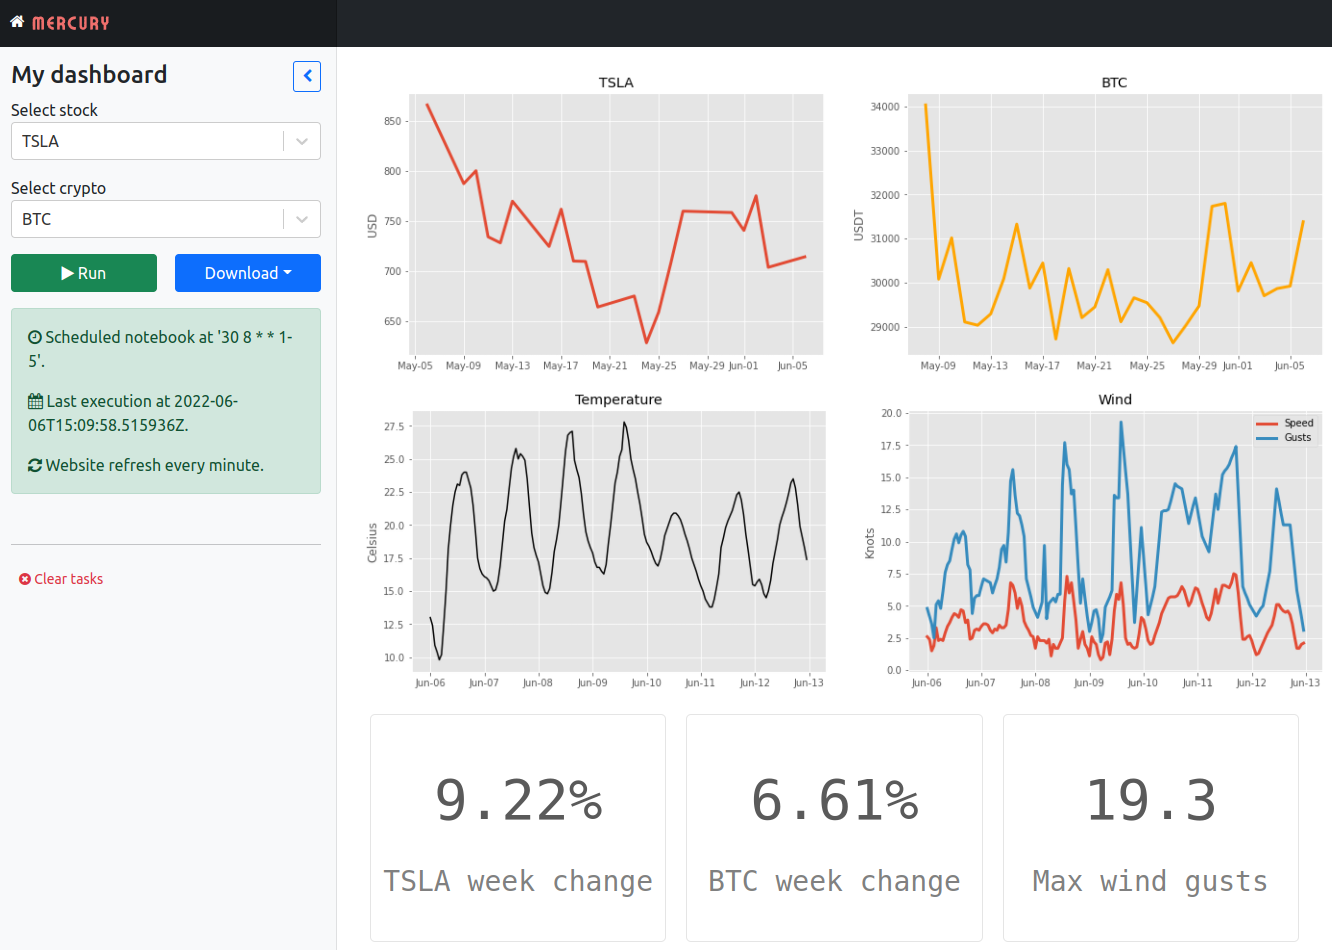 MERCURY
My dashboard
Select stock
TSLA
Select crypto
BTC
Run
Download
Scheduled notebook at '30 8 * * 1-
5'.
Last execution at 2022-06-
06T15:09:58.515936Z.
Website refresh every minute.
Clear tasks
TSLA
USD
850
800
750
700
650
May-05 May-09 May-13 May-17 May-21 May-25 May-29 Jun-01 Jun-05
BTC
USDT
34000
33000
32000
31000
30000
29000
May-09 May-13 May-17 May-21 May-25 May-29 Jun-01 Jun-05
Temperature
Celsius
27.5
25.0
22.5
20.0
17.5
15.0
12.5
10.0
Jun-06 Jun-07 Jun-08 Jun-09 Jun-10 Jun-11 Jun-12 Jun-13
Wind
Speed
Gusts
Knots
20.0
17.5
15.0
12.5
10.0
7.5
5.0
2.5
0.0
Jun-06 Jun-07 Jun-08 Jun-09 Jun-10 Jun-11 Jun-12 Jun-13
9.22%
TSLA week change
6.61%
BTC week change
19.3
Max wind gusts